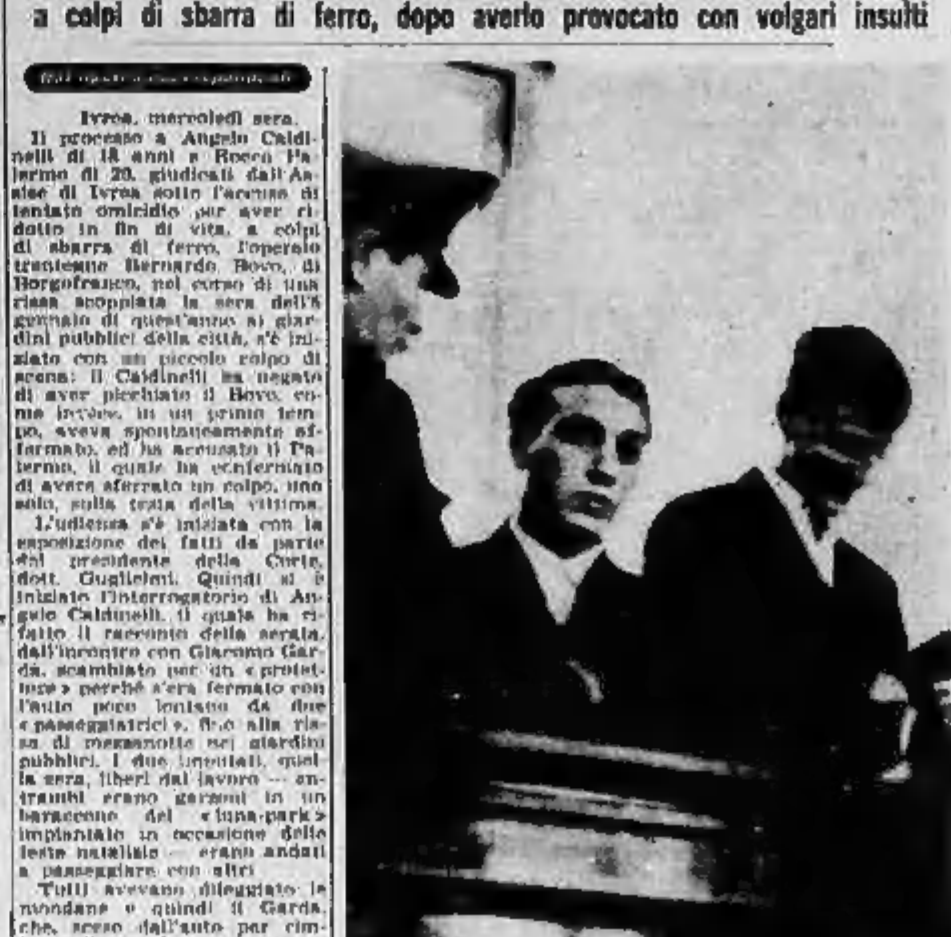 a colpi di sbarra di ferro, dopo averlo provocato con volgari insulti
Ivrea, mercoledì sera.
Il processo a Angelo Caldi-
nelli di 18 anni e Rocco Pa-
lermo di 20, giudicati dall'As-
sise di Ivrea sotto l'accusa di
tentato omicidio per aver ri-
dotto in fin di vita, a colpi
di sbarra di ferro, l'operaio
trentenne Bernardo Bovo, di
Borgofranco, nel corso di una
rissa scoppiata la sera dell'8
gennaio di quest'anno ai giar-
dini pubblici della città, s'è ini-
ziato con un piccolo colpo di
scena: il Caldinelli ha negato
di aver picchiato il Bovo, co-
me invece, in un primo tem-
po, aveva spontaneamente af-
fermato, ed ha accusato il Pa-
lermo, il quale ha confermato
di avere sferrato un colpo, uno
solo, sulla testa della vittima.
L'udienza s'è iniziata con la
esposizione dei fatti da parte
del presidente della Corte,
dott. Guglielmi. Quindi si è
iniziato l'interrogatorio di An-
gelo Caldinelli, il quale ha ri-
fatto il racconto della serata,
dall'incontro con Giacomo Gar-
da, scambiato per un « protet-
tore » perché s'era fermato con
l'auto poco lontano da due
« passeggiatrici », fino alla ris-
sa di mezzanotte nei giardini
pubblici. I due imputati, quel-
la sera, liberi dal lavoro — en-
trambi erano garzoni in un
baraccone del « luna-park »
impiantato in occasione delle
feste natalizie — erano andati
a passeggiare con altri
Tutti avevano dileggiato le
mondane e quindi il Garda,
che, sceso dall'auto per cim-